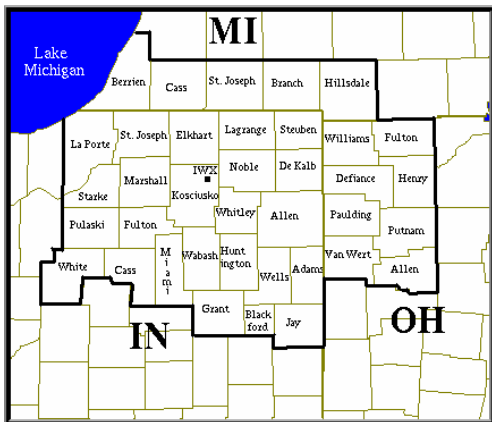 MI
Lake
Michigan
Berrien
Cass
St. Joseph
Branch
Hillsdale
La Porte
St. Joseph
Elkhart
Lagrange
Steuben
Williams
Fulton
IWX
Noble
De Kalb
Defiance
Henry
Marshall
Starke
Kosciusko
Whitley
Allen
Paulding
Pulaski
Fulton
Putnam
White
Cass
M
i
a
m
i
Wabash
Hunt
ington
Wells
Adams
Van Wert
Allen
Grant
Black
ford
Jay
IN
OH